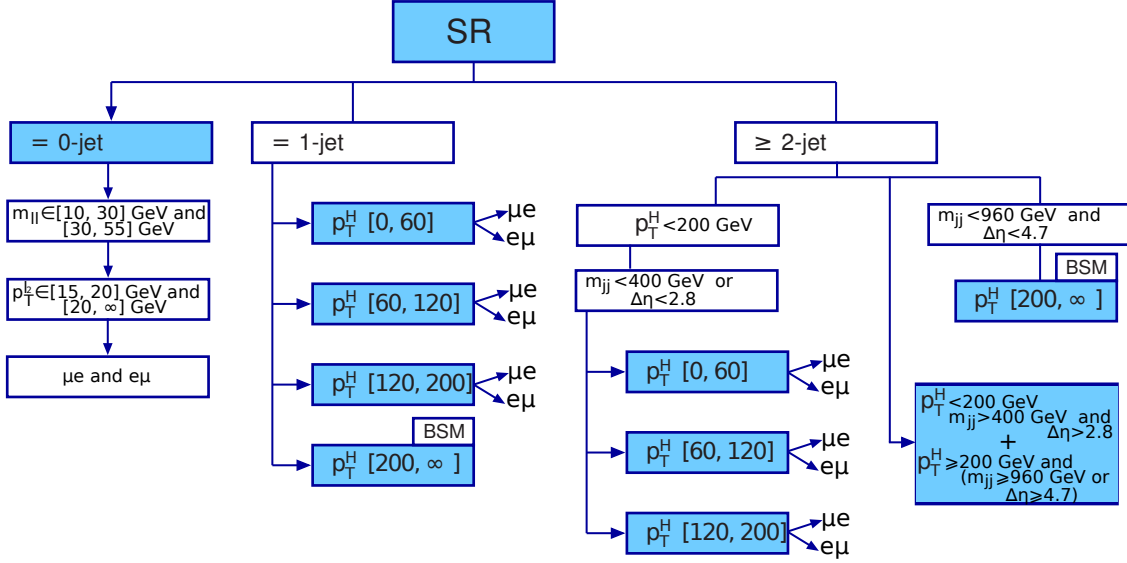 SR
= 0-jet
m_ll∈[10, 30] GeV and
[30, 55] GeV
p_T^l₂∈[15, 20] GeV and
[20, ∞] GeV
μe and eμ
= 1-jet
p_T^H [0, 60]
μe
eμ
p_T^H [60, 120]
μe
eμ
p_T^H [120, 200]
μe
eμ
BSM
p_T^H [200, ∞ ]
≥ 2-jet
p_T^H <200 GeV
m_jj<400 GeV or
Δη<2.8
p_T^H [0, 60]
μe
eμ
p_T^H [60, 120]
μe
eμ
p_T^H [120, 200]
μe
eμ
m_jj<960 GeV and
Δη<4.7
BSM
p_T^H [200, ∞ ]
p_T^H <200 GeV
m_jj>400 GeV and
Δη>2.8
+
p_T^H ⩾200 GeV and
(m_jj⩾960 GeV or
Δη⩾4.7)